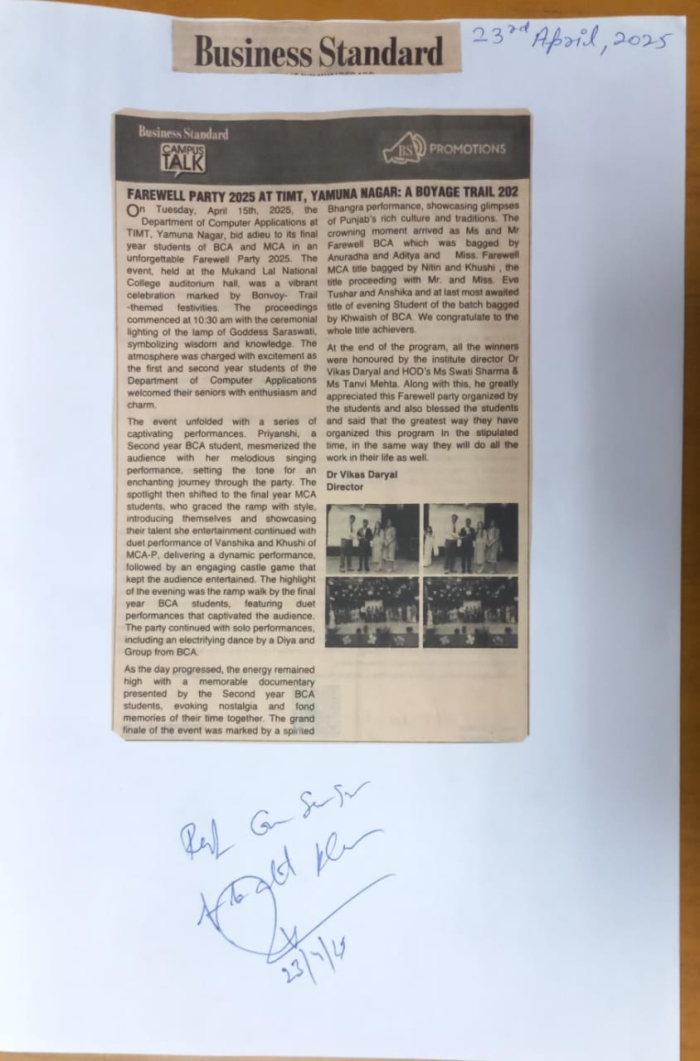 Business Standard
23rd April, 2025
Business Standard
CAMPUS
TALK
BS PROMOTIONS
FAREWELL PARTY 2025 AT TIMT, YAMUNA NAGAR: A BOYAGE TRAIL 202
On Tuesday, April 15th, 2025, the
Department of Computer Applications at
TIMT, Yamuna Nagar, bid adieu to its final
year students of BCA and MCA in an
unforgettable Farewell Party 2025. The
event, held at the Mukand Lal National
College auditorium hall, was a vibrant
celebration marked by Bonvoy- Trail
-themed festivities. The proceedings
commenced at 10:30 am with the ceremonial
lighting of the lamp of Goddess Saraswati,
symbolizing wisdom and knowledge. The
atmosphere was charged with excitement as
the first and second year students of the
Department of Computer Applications
welcomed their seniors with enthusiasm and
charm.
The event unfolded with a series of
captivating performances. Priyanshi, a
Second year BCA student, mesmerized the
audience with her melodious singing
performance, setting the tone for an
enchanting journey through the party. The
spotlight then shifted to the final year MCA
students, who graced the ramp with style,
introducing themselves and showcasing
their talent she entertainment continued with
duet performance of Vanshika and Khushi of
MCA-P, delivering a dynamic performance,
followed by an engaging castle game that
kept the audience entertained. The highlight
of the evening was the ramp walk by the final
year BCA students, featuring duet
performances that captivated the audience.
The party continued with solo performances,
including an electrifying dance by a Diya and
Group from BCA.
As the day progressed, the energy remained
high with a memorable documentary
presented by the Second year BCA
students, evoking nostalgia and fond
memories of their time together. The grand
finale of the event was marked by a spirited
Bhangra performance, showcasing glimpses
of Punjab's rich culture and traditions. The
crowning moment arrived as Ms and Mr
Farewell BCA which was bagged by
Anuradha and Aditya and Miss. Farewell
MCA title bagged by Nitin and Khushi , the
title proceeding with Mr. and Miss. Eve
Tushar and Anshika and at last most awaited
title of evening Student of the batch bagged
by Khwaish of BCA. We congratulate to the
whole title achievers.
At the end of the program, all the winners
were honoured by the institute director Dr
Vikas Daryal and HOD's Ms Swati Sharma &
Ms Tanvi Mehta. Along with this, he greatly
appreciated this Farewell party organized by
the students and also blessed the students
and said that the greatest way they have
organized this program In the stipulated
time, in the same way they will do all the
work in their life as well.
Dr Vikas Daryal
Director
23/4/25